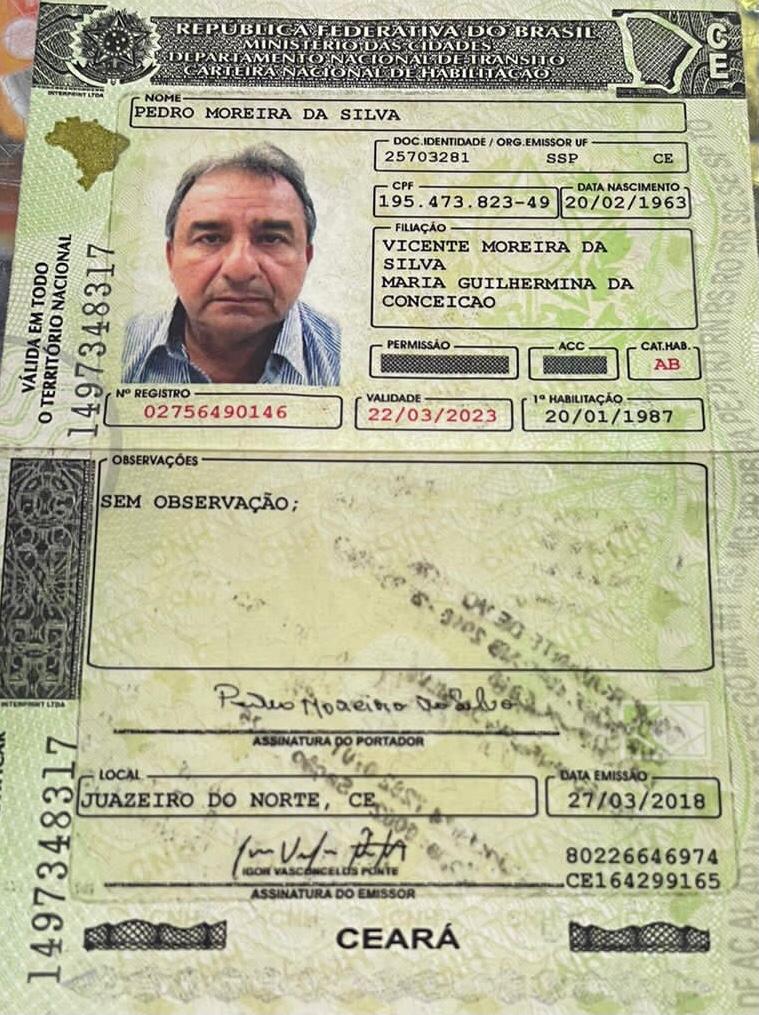 REPÚBLICA FEDERATIVA DO BRASIL
MINISTÉRIO DAS CIDADES
DEPARTAMENTO NACIONAL DE TRÂNSITO
CARTEIRA NACIONAL DE HABILITAÇÃO
CE
INTERPRINT LTDA
NOME
PEDRO MOREIRA DA SILVA
DOC.IDENTIDADE / ORG.EMISSOR UF
25703281 SSP CE
CPF
195.473.823-49
DATA NASCIMENTO
20/02/1963
FILIAÇÃO
VICENTE MOREIRA DA
SILVA
MARIA GUILHERMINA DA
CONCEICAO
PERMISSÃO
ACC
CAT.HAB.
AB
VÁLIDA EM TODO
O TERRITÓRIO NACIONAL
1497348317
Nº REGISTRO
02756490146
VALIDADE
22/03/2023
1ª HABILITAÇÃO
20/01/1987
OBSERVAÇÕES
SEM OBSERVAÇÃO;
INTERPRINT LTDA
Pedro Moreira da Silva
ASSINATURA DO PORTADOR
LOCAL
JUAZEIRO DO NORTE, CE
DATA EMISSÃO
27/03/2018
IGOR VASCONCELOS PONTE
ASSINATURA DO EMISSOR
80226646974
CE164299165
1497348317
CEARÁ